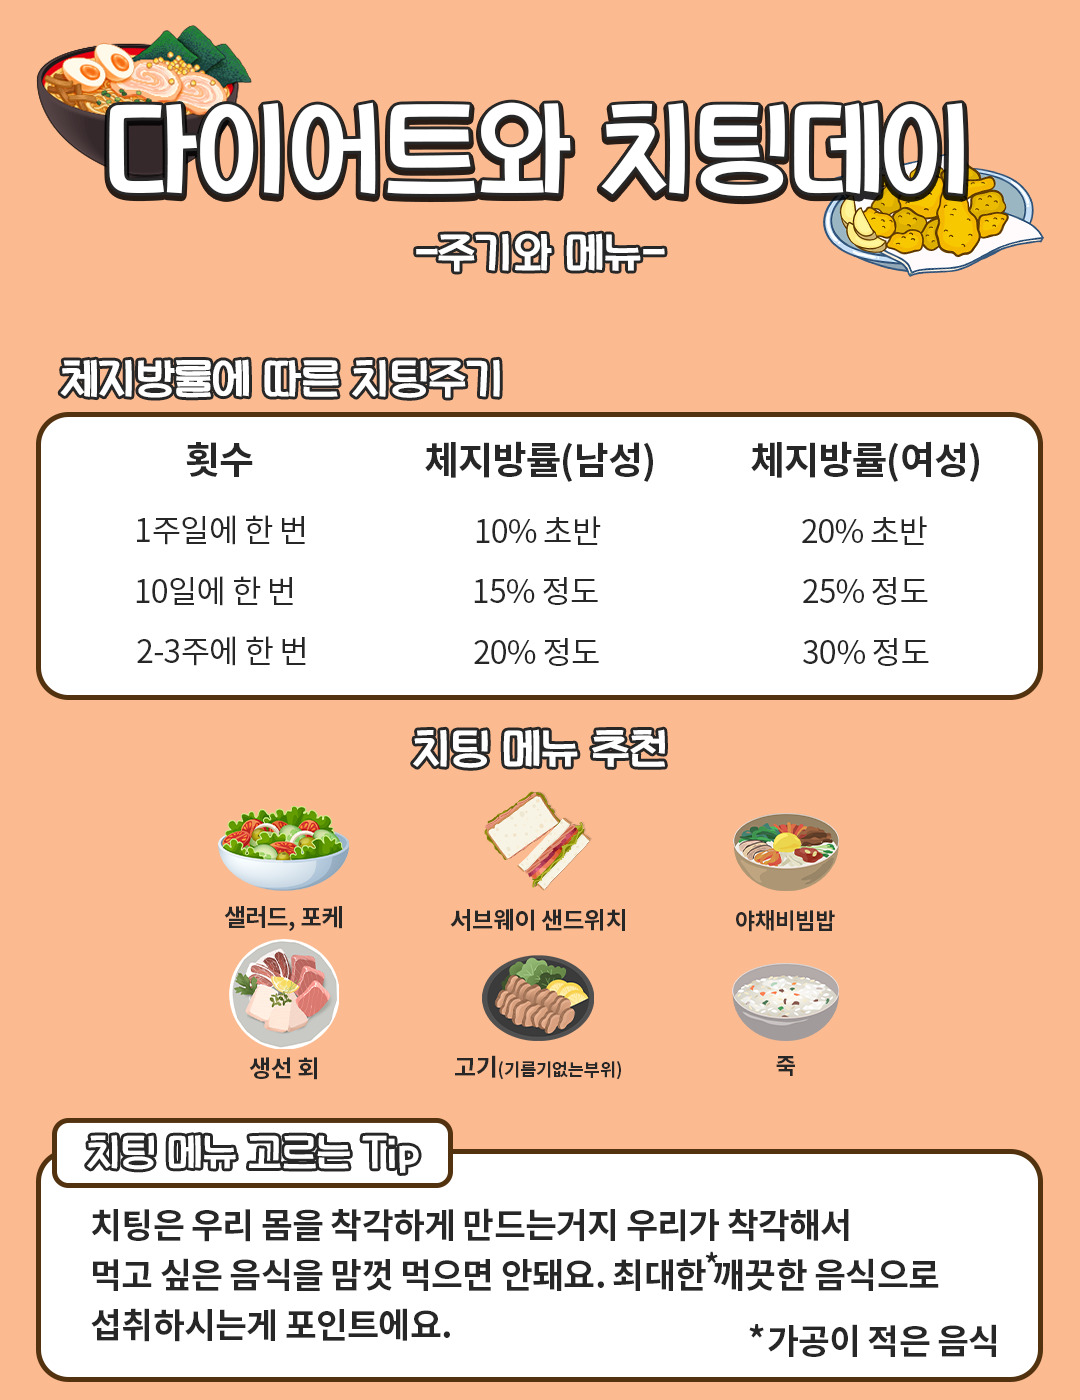 다이어트와 치팅데이
-주기와 메뉴-
체지방률에 따른 치팅주기
횟수 체지방률(남성) 체지방률(여성)
1주일에 한 번 10% 초반 20% 초반
10일에 한 번 15% 정도 25% 정도
2-3주에 한 번 20% 정도 30% 정도
치팅 메뉴 추천
샐러드, 포케 서브웨이 샌드위치 야채비빔밥
생선 회 고기(기름기없는부위) 죽
치팅 메뉴 고르는 Tip
치팅은 우리 몸을 착각하게 만드는거지 우리가 착각해서
먹고 싶은 음식을 맘껏 먹으면 안돼요. 최대한*깨끗한 음식으로
섭취하시는게 포인트에요.
*가공이 적은 음식